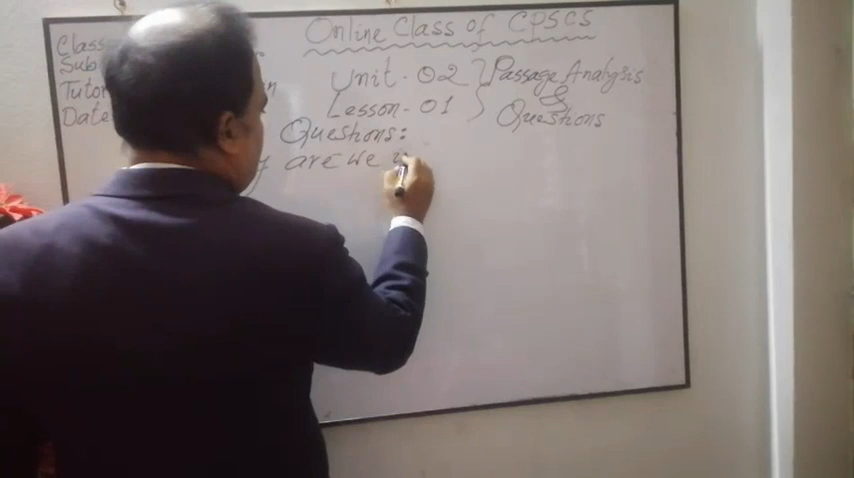 Online Class of CPSCS
Class
Sub
Tutor
Date
Unit - 02 } Passage Analysis
Lesson - 01 } & Questions
Questions:
are we